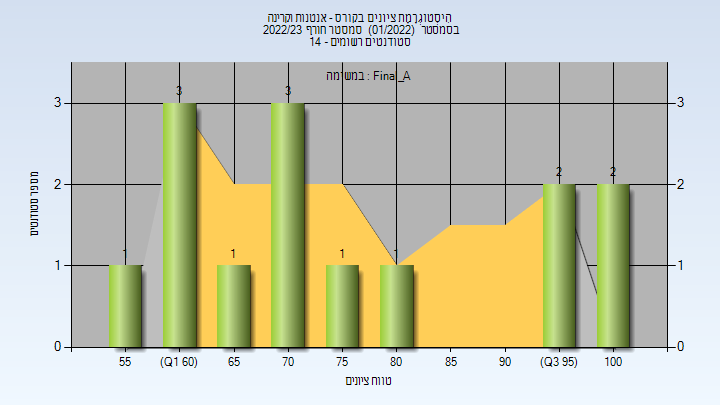 היסטוגרמת ציונים בקורס - אנטנות וקרינה
בסמסטר (01/2022) סמסטר חורף 2022/23
סטודנטים רשומים - 14
במשימה : Final_A
3 3
2 2
1 1
0 0
1 3 1 3 1 1 2 2
מספר סטודנטים
55 (Q1 60) 65 70 75 80 85 90 (Q3 95) 100
טווח ציונים